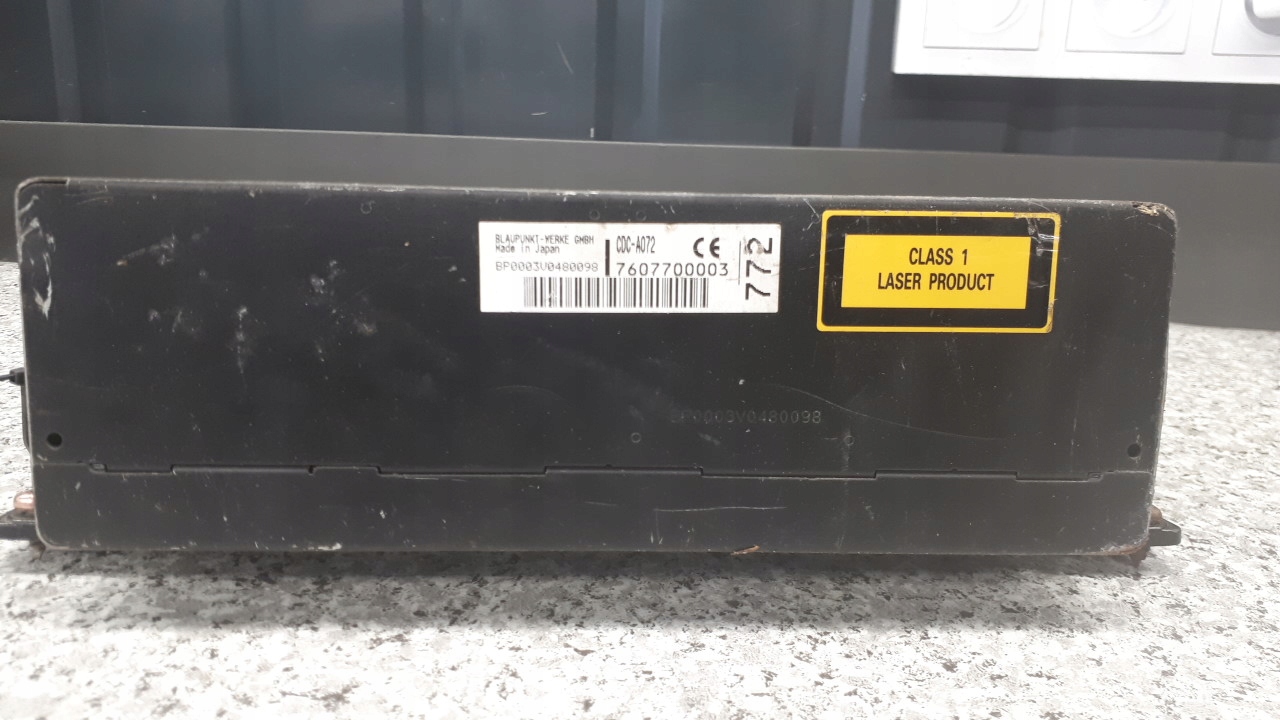 BLAUPUNKT-WERKE GMBH
Made in Japan
BP0003V0480098
CDC-A072
CE
7607700003
772
CLASS 1
LASER PRODUCT
BP0003V0480098